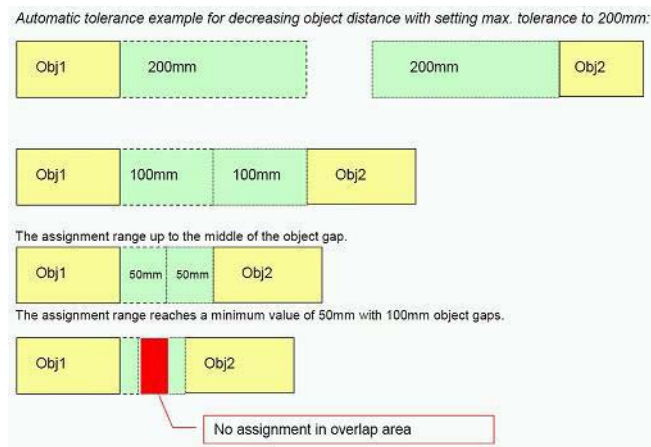 Automatic tolerance example for decreasing object distance with setting max. tolerance to 200mm:
Obj1 200mm 200mm Obj2
Obj1 100mm 100mm Obj2
The assignment range up to the middle of the object gap.
Obj1 50mm 50mm Obj2
The assignment range reaches a minimum value of 50mm with 100mm object gaps.
Obj1 Obj2
No assignment in overlap area